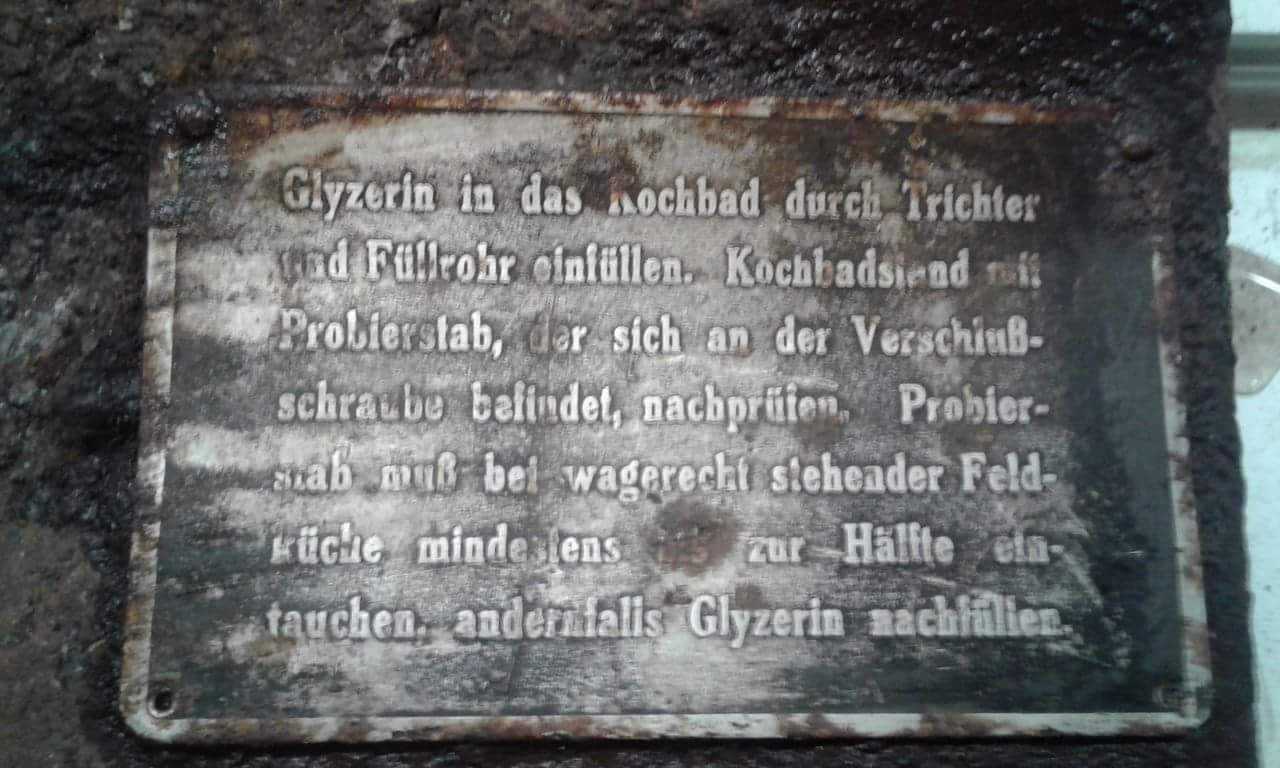 Glyzerin in das Kochbad durch Trichter
und Füllrohr einfüllen. Kochbadstand mit
Probierstab, der sich an der Verschluß-
schraube befindet, nachprüfen. Probier-
stab muß bei wagerecht stehender Feld-
küche mindestens bis zur Hälfte ein-
tauchen, andernfalls Glyzerin nachfüllen.